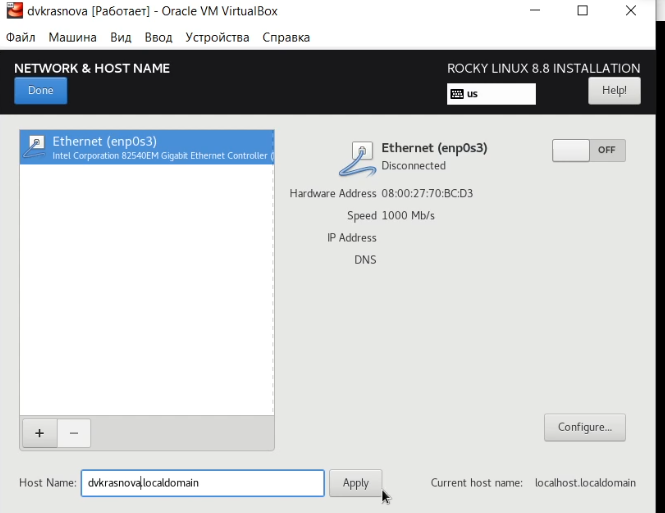 dvkrasnova [Работает] - Oracle VM VirtualBox
Файл Машина Вид Ввод Устройства Справка
NETWORK & HOST NAME
ROCKY LINUX 8.8 INSTALLATION
Done
us
Help!
Ethernet (enp0s3)
Intel Corporation 82540EM Gigabit Ethernet Controller (
Ethernet (enp0s3)
Disconnected
OFF
Hardware Address 08:00:27:70:BC:D3
Speed 1000 Mb/s
IP Address
DNS
+ −
Configure...
Host Name: dvkrasnova.localdomain Apply Current host name: localhost.localdomain